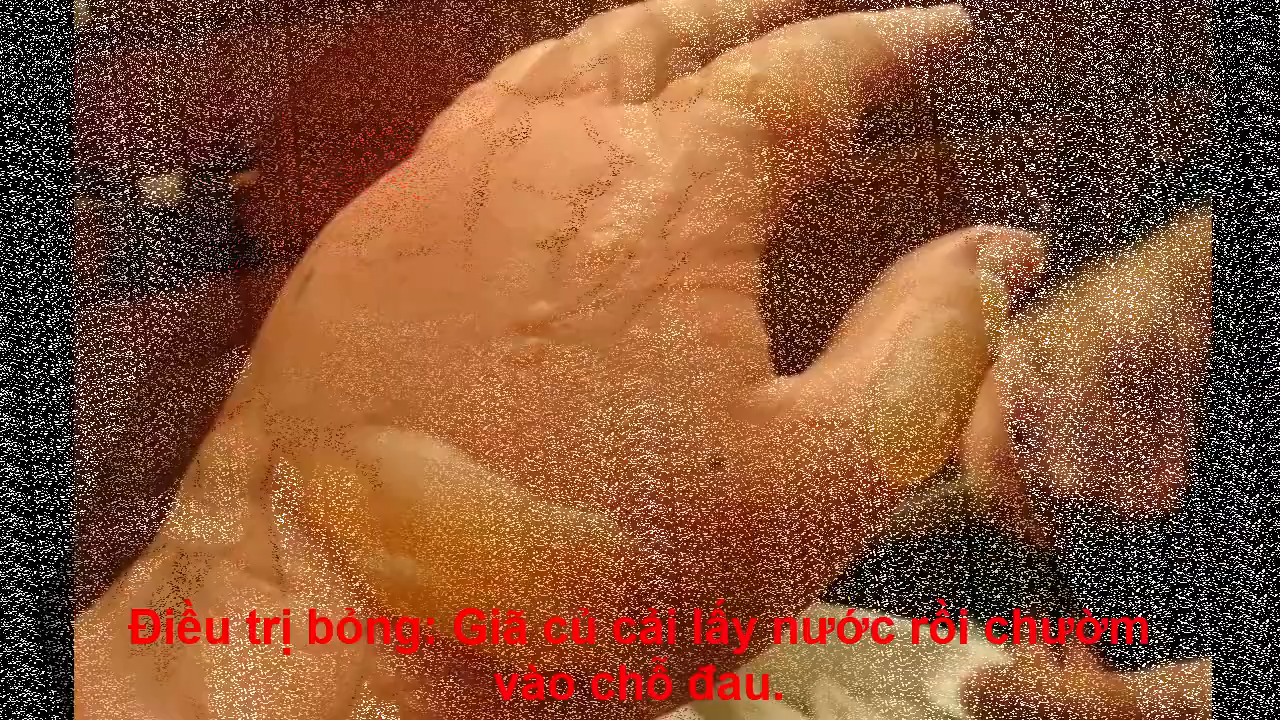 Điều trị bỏng: Giã củ cải lấy nước rồi chườm
vào chỗ đau.